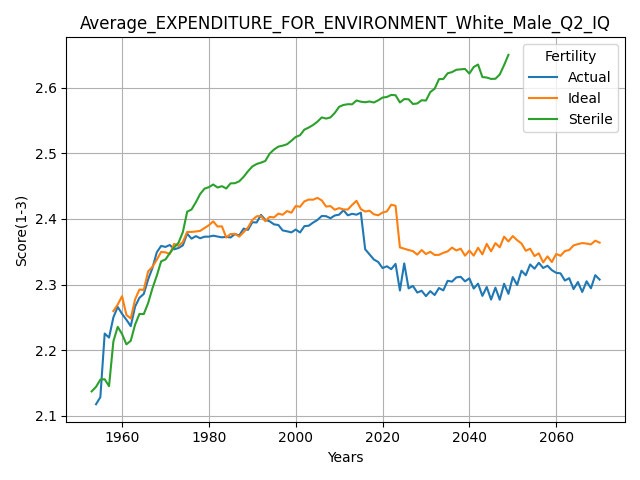 Average_EXPENDITURE_FOR_ENVIRONMENT_White_Male_Q2_IQ
Fertility
Actual
Ideal
Sterile
Score(1-3)
2.6
2.5
2.4
2.3
2.2
2.1
1960 1980 2000 2020 2040 2060
Years